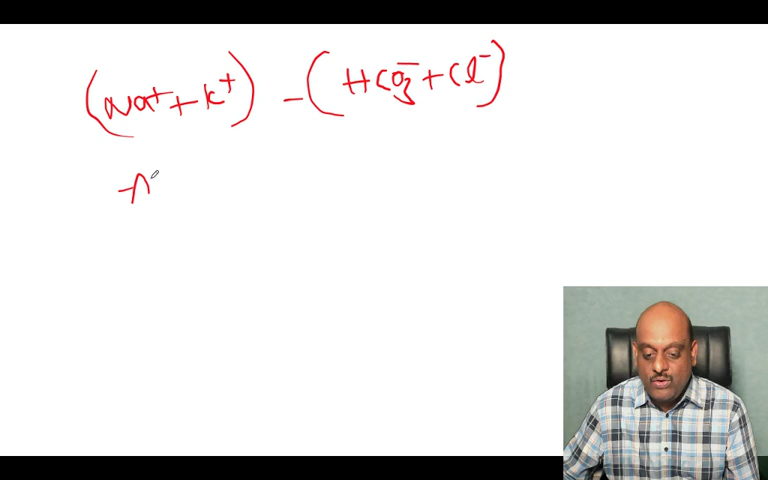 (Na⁺ + K⁺) - (HCO₃⁻ + Cl⁻)